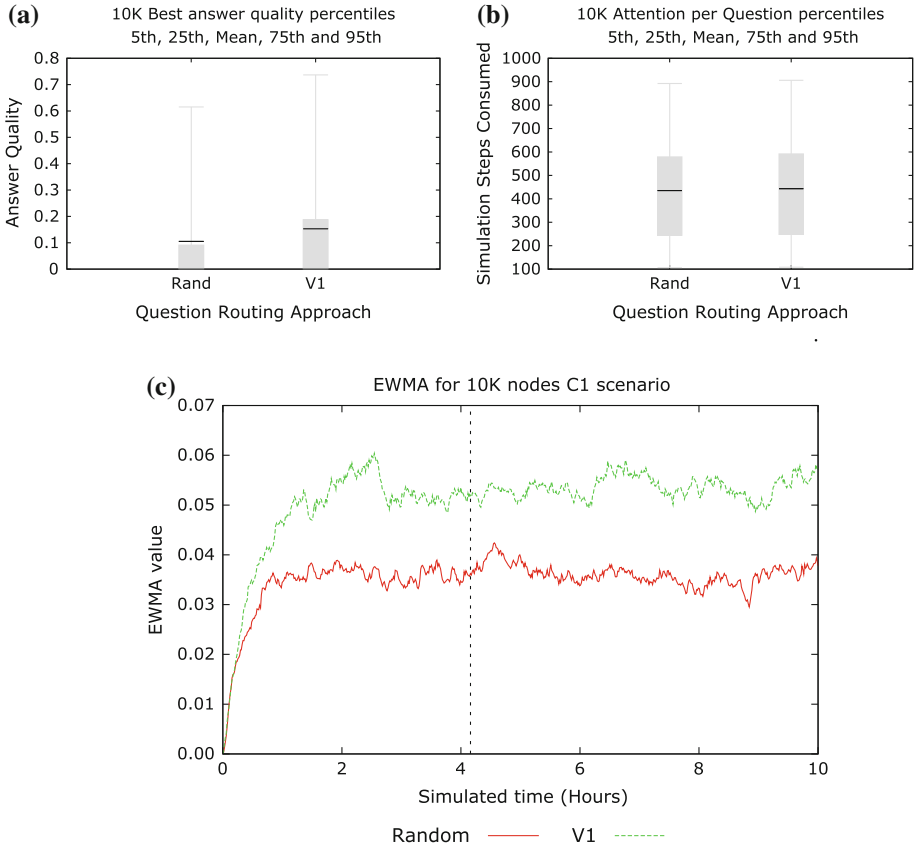 (a)
10K Best answer quality percentiles
5th, 25th, Mean, 75th and 95th
Answer Quality
0.8
0.7
0.6
0.5
0.4
0.3
0.2
0.1
0
Rand V1
Question Routing Approach
(b)
10K Attention per Question percentiles
5th, 25th, Mean, 75th and 95th
Simulation Steps Consumed
1000
900
800
700
600
500
400
300
200
100
Rand V1
Question Routing Approach
(c)
EWMA for 10K nodes C1 scenario
EWMA value
0.07
0.06
0.05
0.04
0.03
0.02
0.01
0.00
0 2 4 6 8 10
Simulated time (Hours)
Random V1